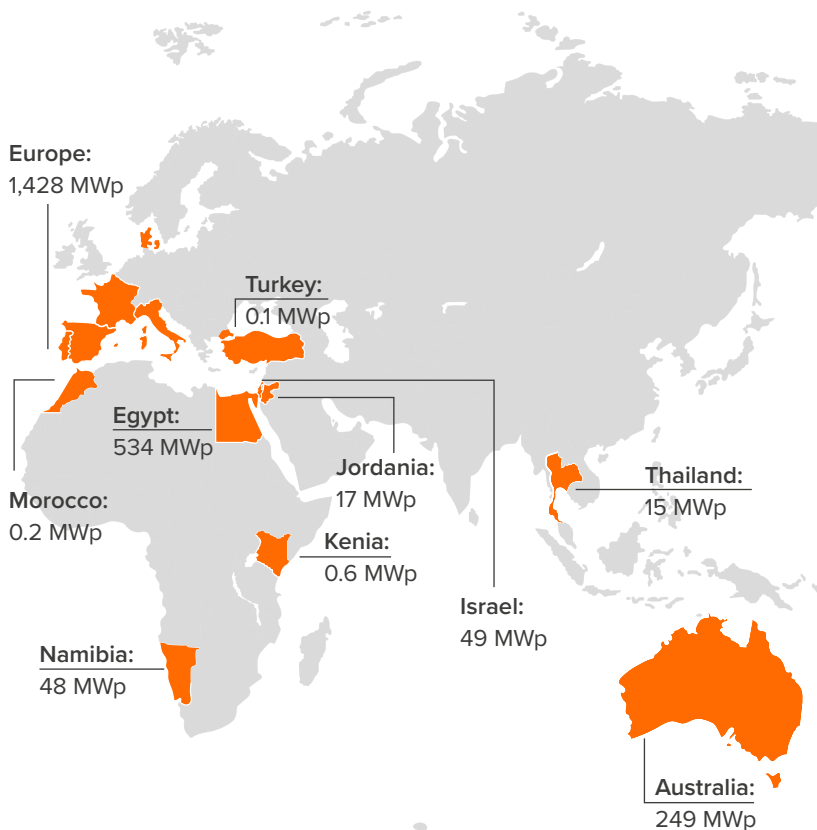 Europe:
1,428 MWp
Turkey:
0.1 MWp
Egypt:
534 MWp
Jordania:
17 MWp
Thailand:
15 MWp
Morocco:
0.2 MWp
Kenia:
0.6 MWp
Israel:
49 MWp
Namibia:
48 MWp
Australia:
249 MWp